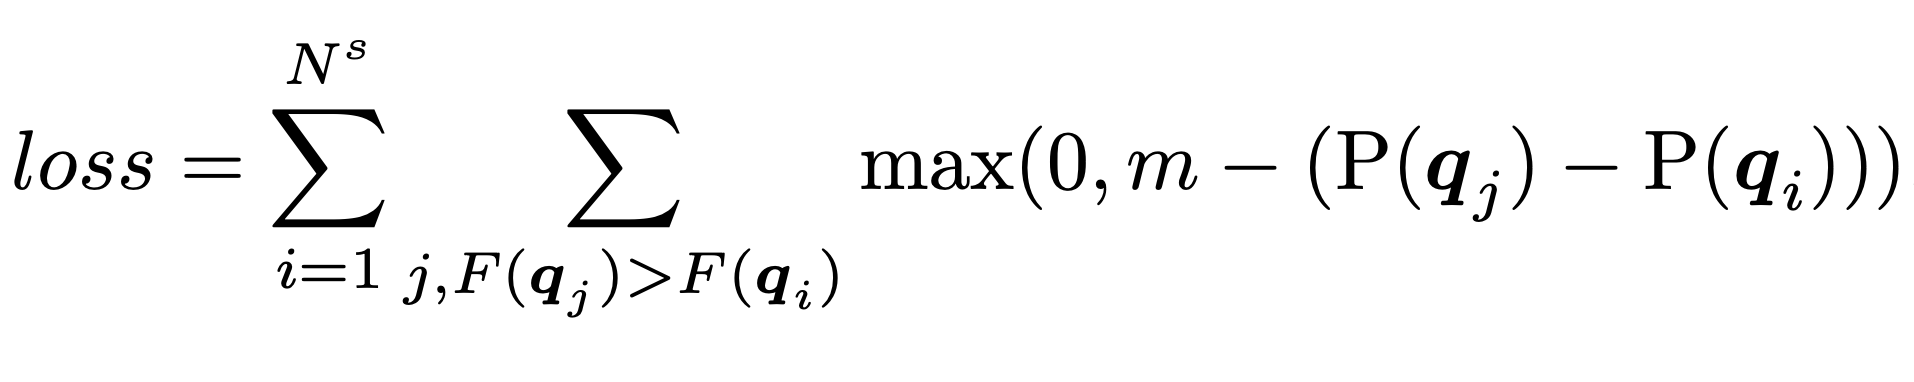 $loss = \sum_{i=1}^{N^s} \sum_{j, F(\boldsymbol{q}_j) > F(\boldsymbol{q}_i)} \max(0, m - (\mathrm{P}(\boldsymbol{q}_j) - \mathrm{P}(\boldsymbol{q}_i)))$